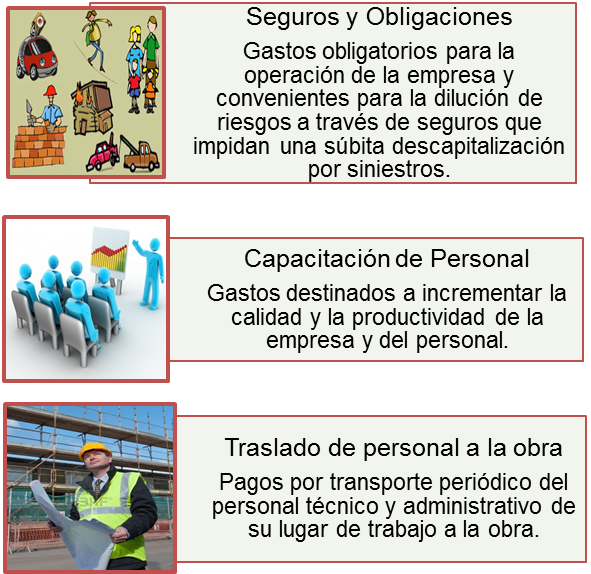 Seguros y Obligaciones
Gastos obligatorios para la
operación de la empresa y
convenientes para la dilución de
riesgos a través de seguros que
impidan una súbita descapitalización
por siniestros.
Capacitación de Personal
Gastos destinados a incrementar la
calidad y la productividad de la
empresa y del personal.
Traslado de personal a la obra
Pagos por transporte periódico del
personal técnico y administrativo de
su lugar de trabajo a la obra.